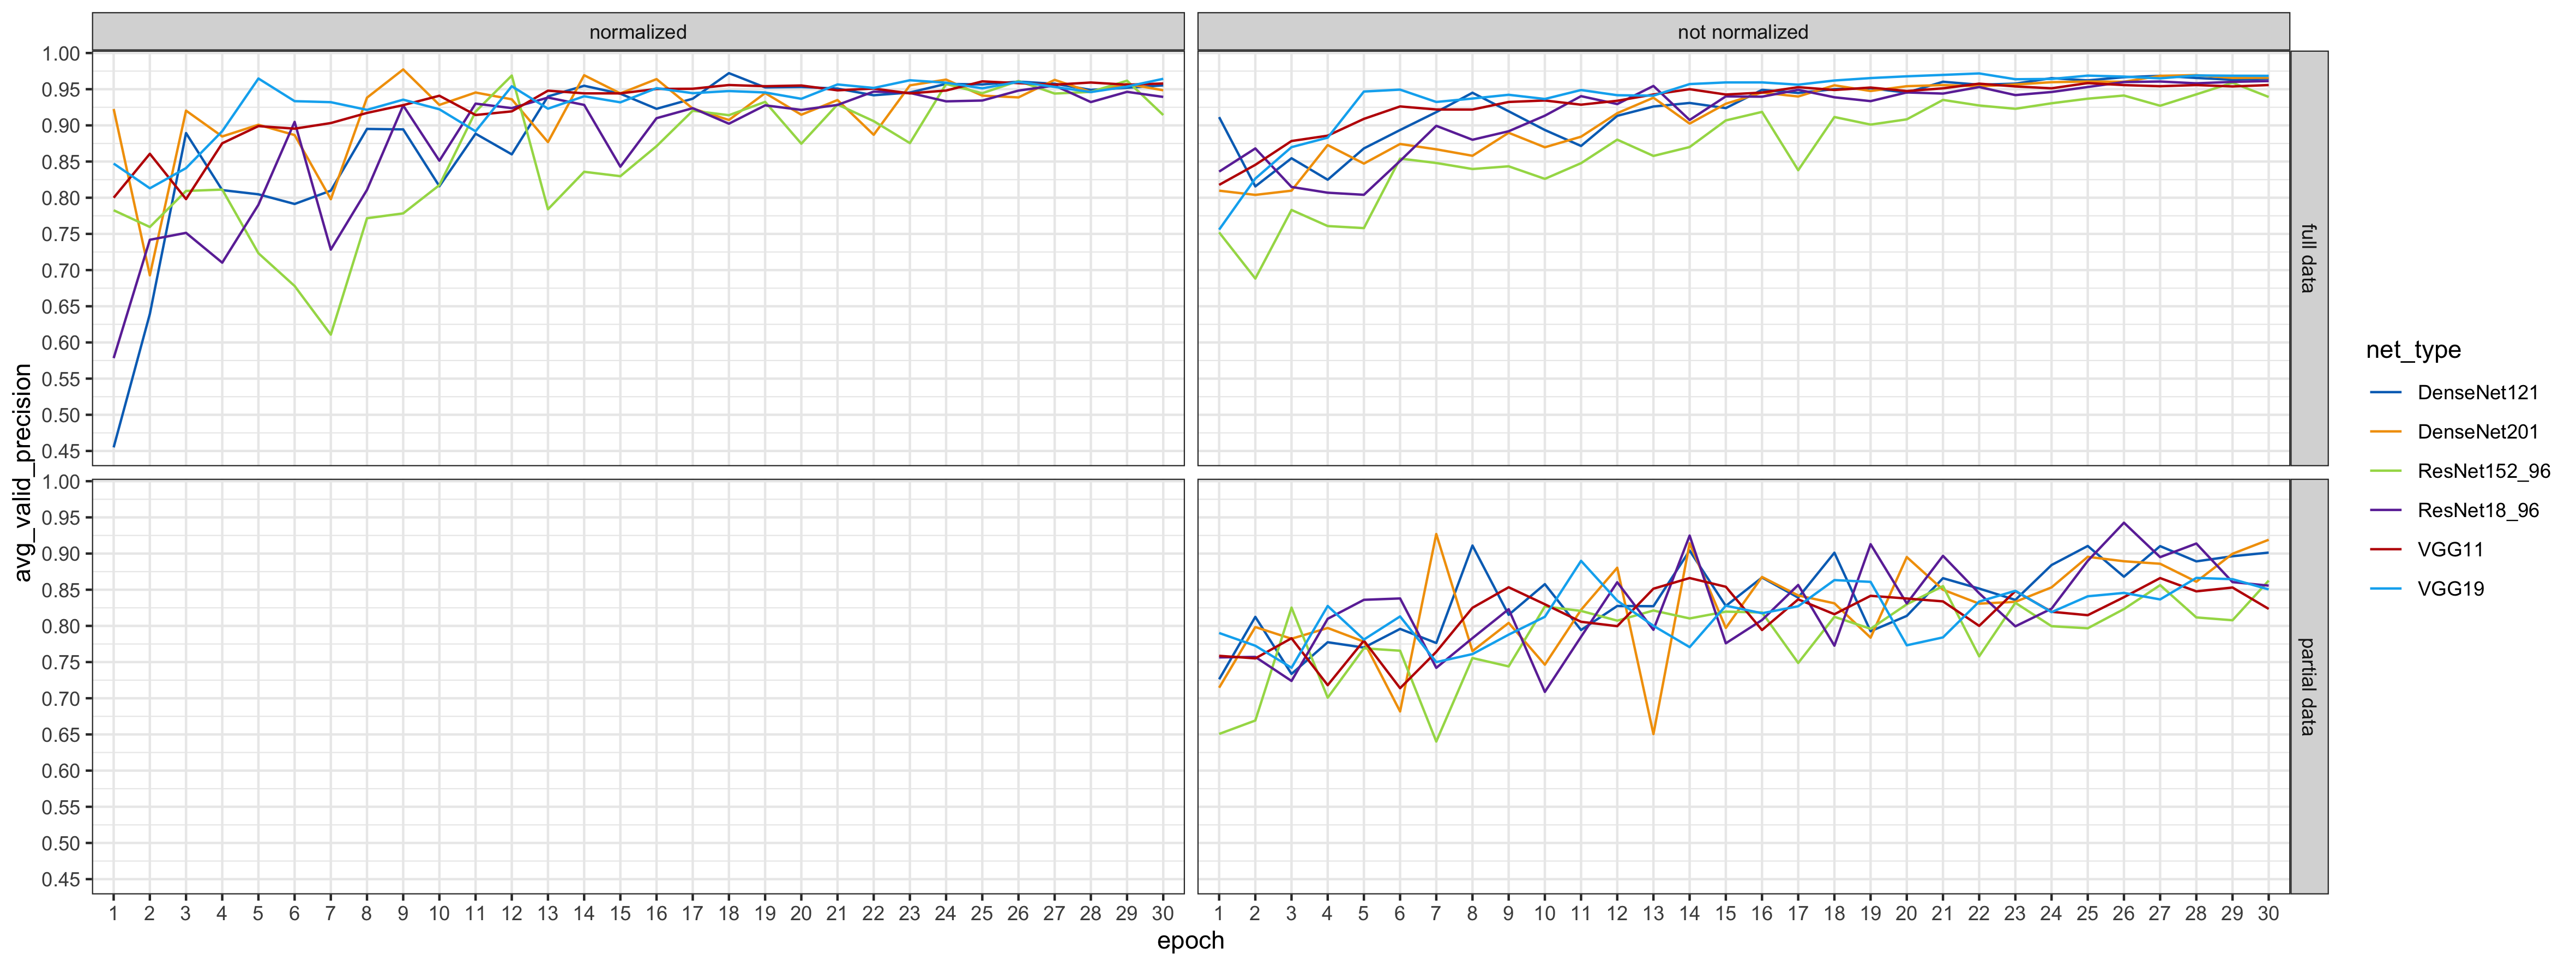 normalized
not normalized
1.00
0.95
0.90
0.85
0.80
0.75
0.70
0.65
0.60
0.55
0.50
0.45
full data
1.00
0.95
0.90
0.85
0.80
0.75
0.70
0.65
0.60
0.55
0.50
0.45
partial data
avg_valid_precision
1 2 3 4 5 6 7 8 9 10 11 12 13 14 15 16 17 18 19 20 21 22 23 24 25 26 27 28 29 30
1 2 3 4 5 6 7 8 9 10 11 12 13 14 15 16 17 18 19 20 21 22 23 24 25 26 27 28 29 30
epoch
net_type
DenseNet121
DenseNet201
ResNet152_96
ResNet18_96
VGG11
VGG19